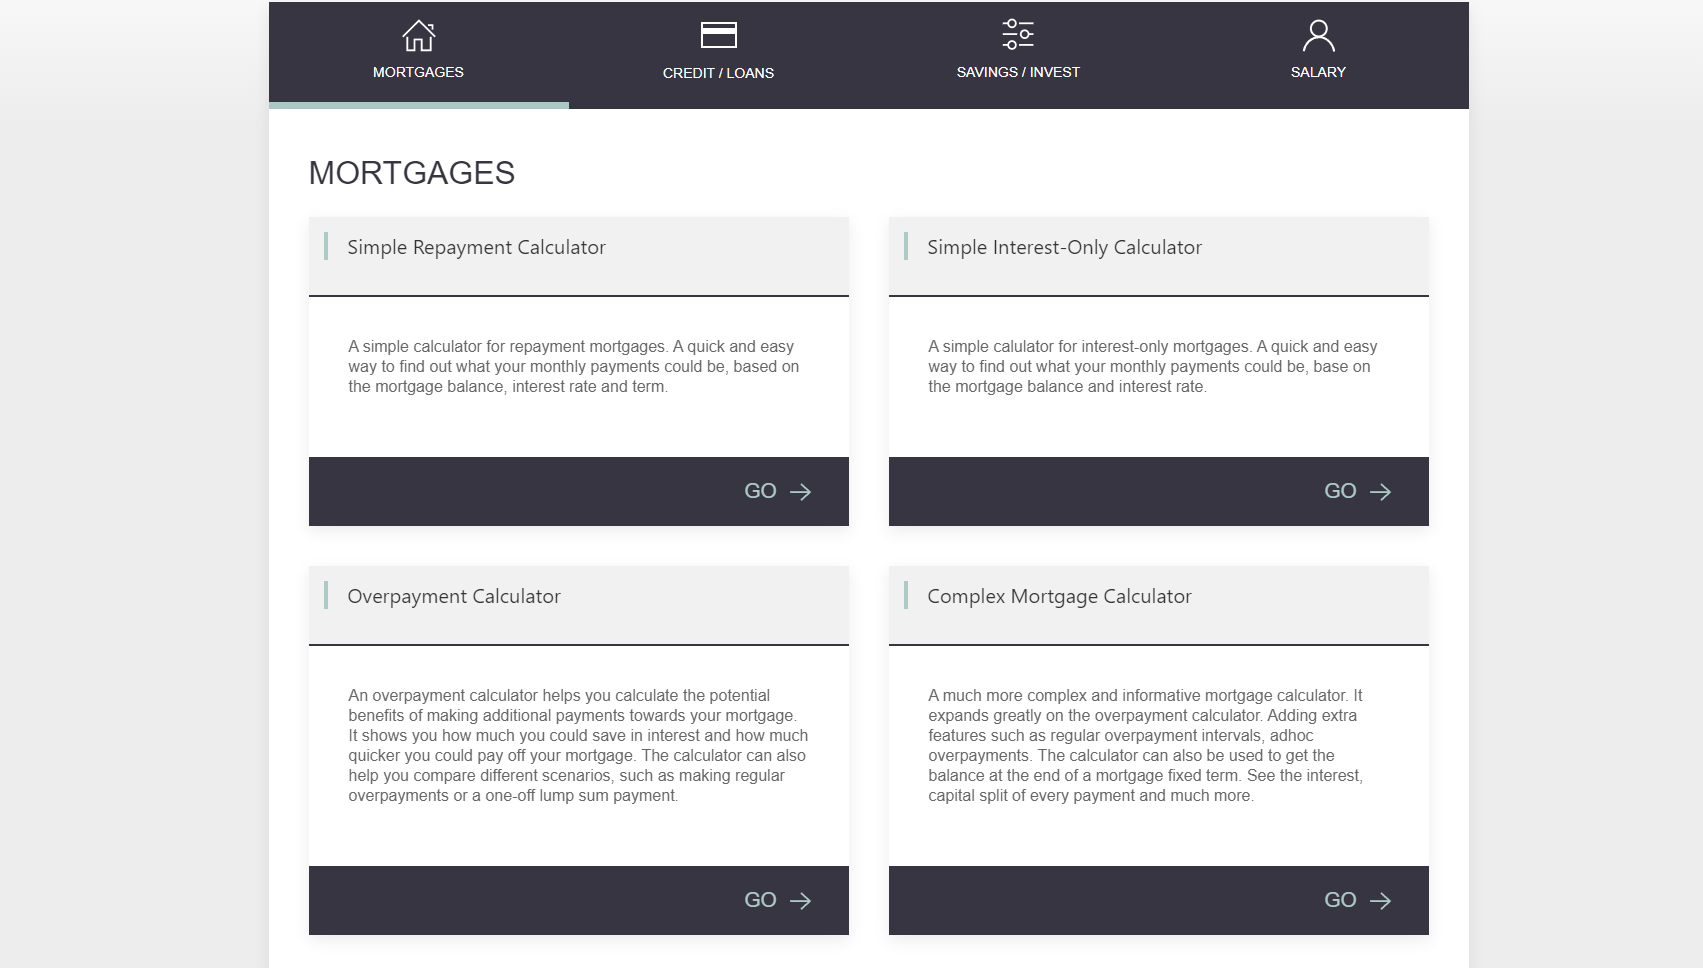 MORTGAGES
CREDIT / LOANS
SAVINGS / INVEST
SALARY
MORTGAGES
Simple Repayment Calculator
A simple calculator for repayment mortgages. A quick and easy
way to find out what your monthly payments could be, based on
the mortgage balance, interest rate and term.
GO
Simple Interest-Only Calculator
A simple calulator for interest-only mortgages. A quick and easy
way to find out what your monthly payments could be, base on
the mortgage balance and interest rate.
GO
Overpayment Calculator
An overpayment calculator helps you calculate the potential
benefits of making additional payments towards your mortgage.
It shows you how much you could save in interest and how much
quicker you could pay off your mortgage. The calculator can also
help you compare different scenarios, such as making regular
overpayments or a one-off lump sum payment.
GO
Complex Mortgage Calculator
A much more complex and informative mortgage calculator. It
expands greatly on the overpayment calculator. Adding extra
features such as regular overpayment intervals, adhoc
overpayments. The calculator can also be used to get the
balance at the end of a mortgage fixed term. See the interest,
capital split of every payment and much more.
GO